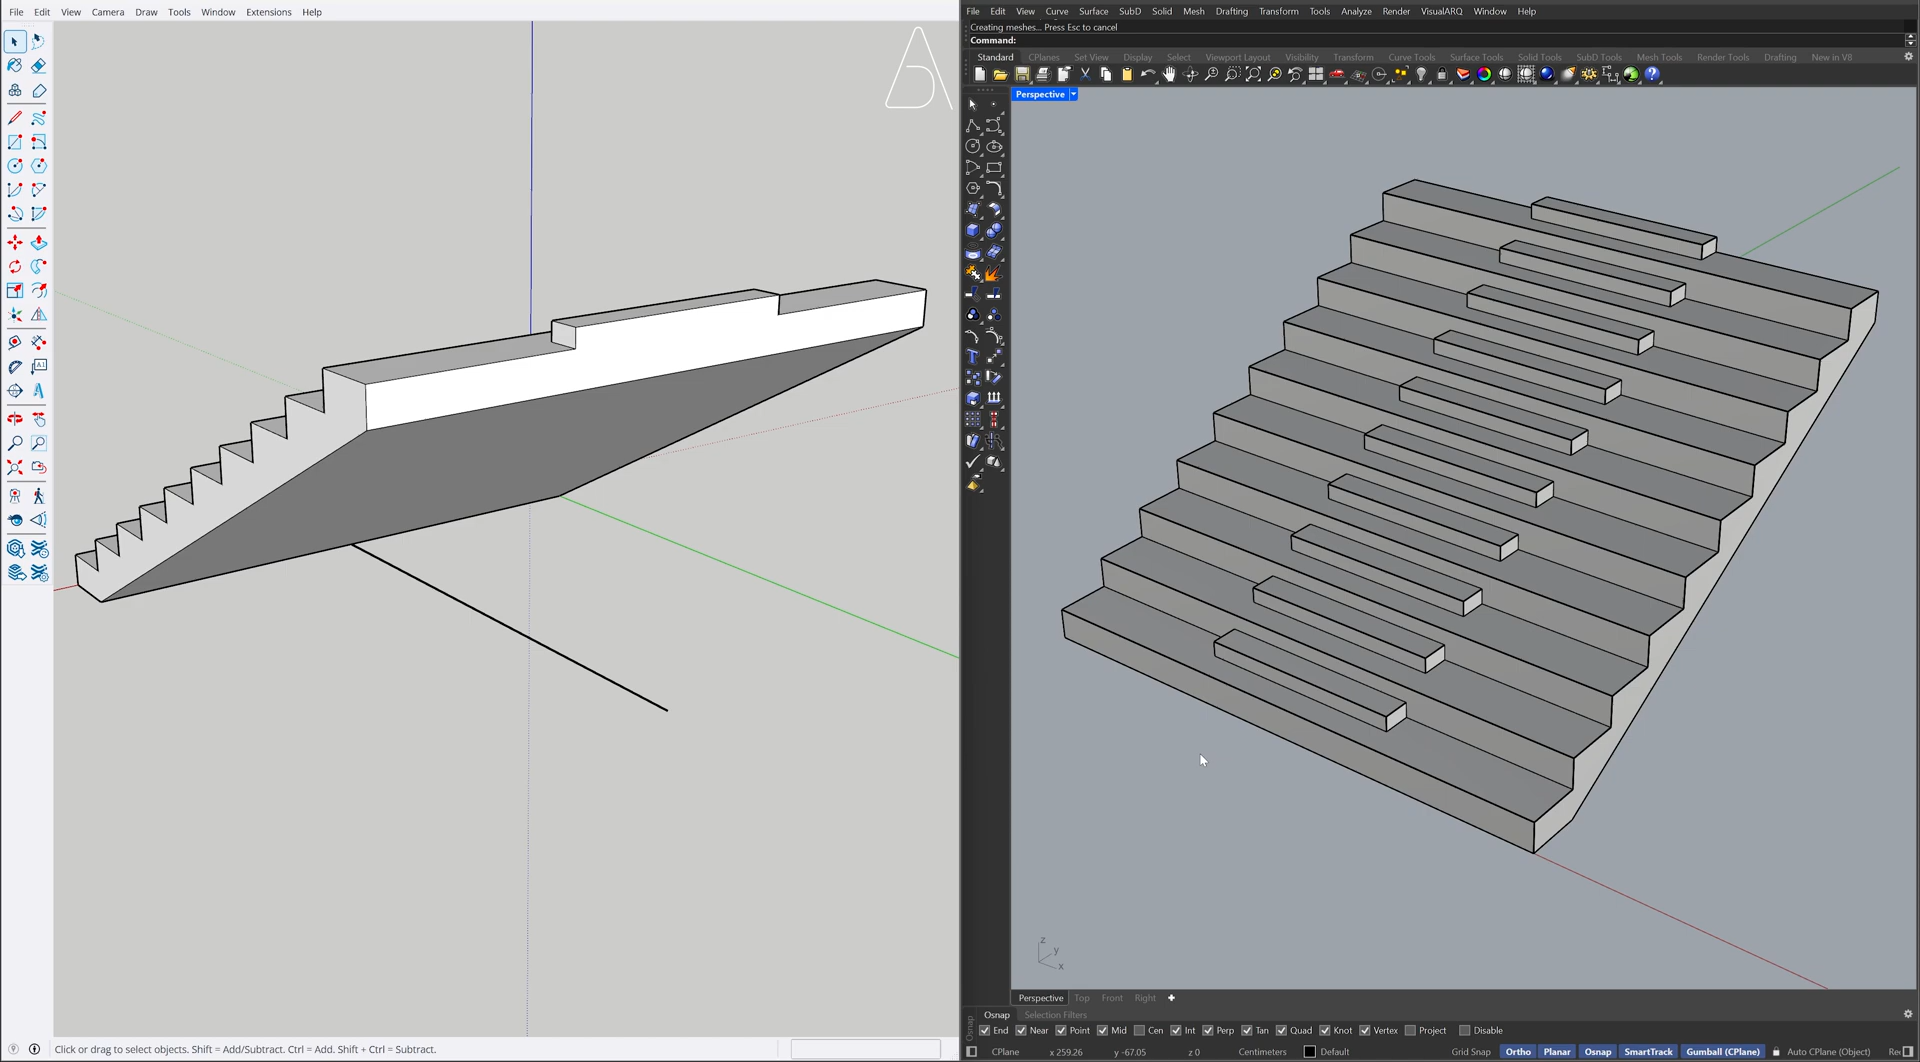 File Edit View Camera Draw Tools Window Extensions Help
Click or drag to select objects. Shift = Add/Subtract. Ctrl = Add. Shift + Ctrl = Subtract.
File Edit View Curve Surface SubD Solid Mesh Drafting Transform Tools Analyze Render VisualARQ Window Help
Creating meshes... Press Esc to cancel
Command:
Standard CPlanes Set View Display Select Viewport Layout Visibility Transform Curve Tools Surface Tools Solid Tools SubD Tools Mesh Tools Render Tools Drafting New in V8
Perspective
z
y
x
Perspective Top Front Right
Osnap Selection Filters
Osnap
End Near Point Mid Cen Int Perp Tan Quad Knot Vertex Project Disable
CPlane x 259.26 y -67.05 z 0 Centimeters Default Grid Snap Ortho Planar Osnap SmartTrack Gumball (CPlane) Auto CPlane (Object) Rec